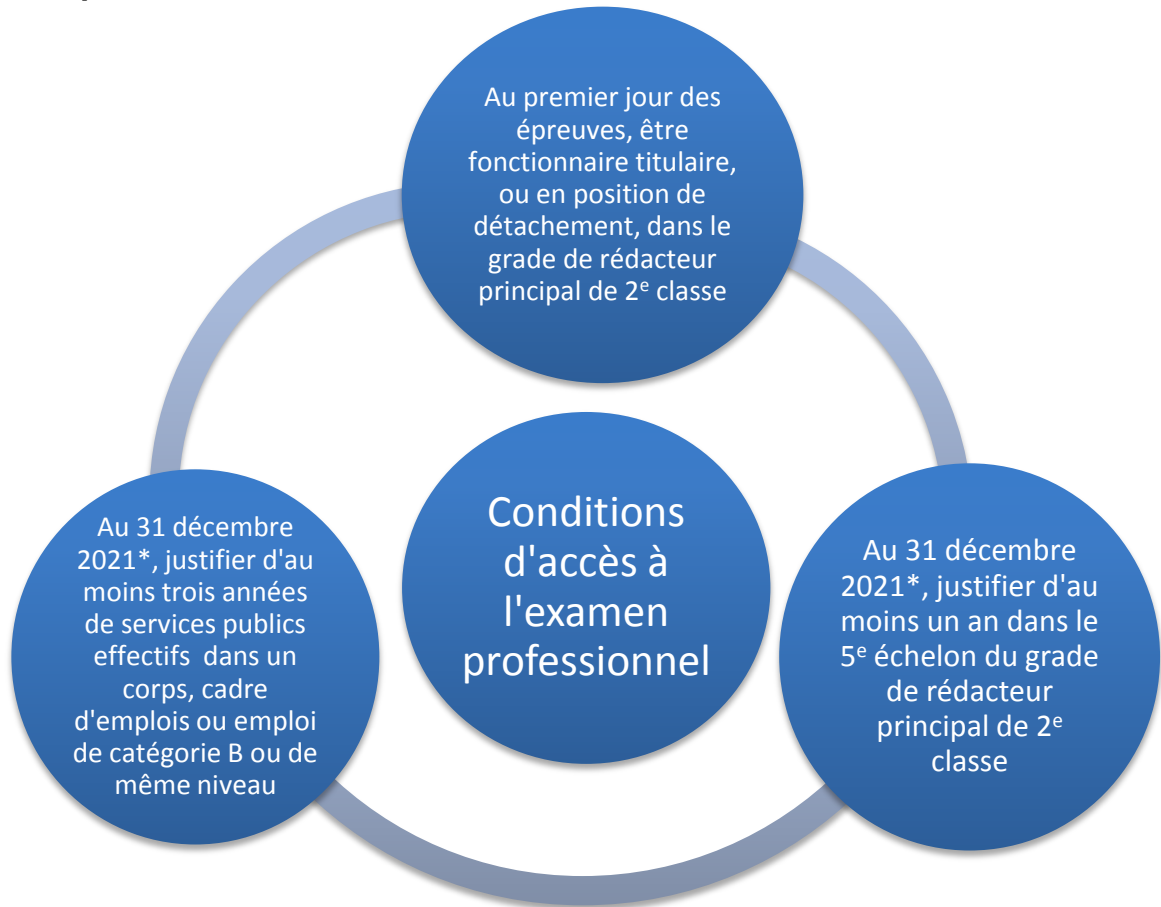 Au premier jour des
épreuves, être
fonctionnaire titulaire,
ou en position de
détachement, dans le
grade de rédacteur
principal de 2e classe
Conditions
d'accès à
l'examen
professionnel
Au 31 décembre
2021*, justifier d'au
moins trois années
de services publics
effectifs dans un
corps, cadre
d'emplois ou emploi
de catégorie B ou de
même niveau
Au 31 décembre
2021*, justifier d'au
moins un an dans le
5e échelon du grade
de rédacteur
principal de 2e
classe